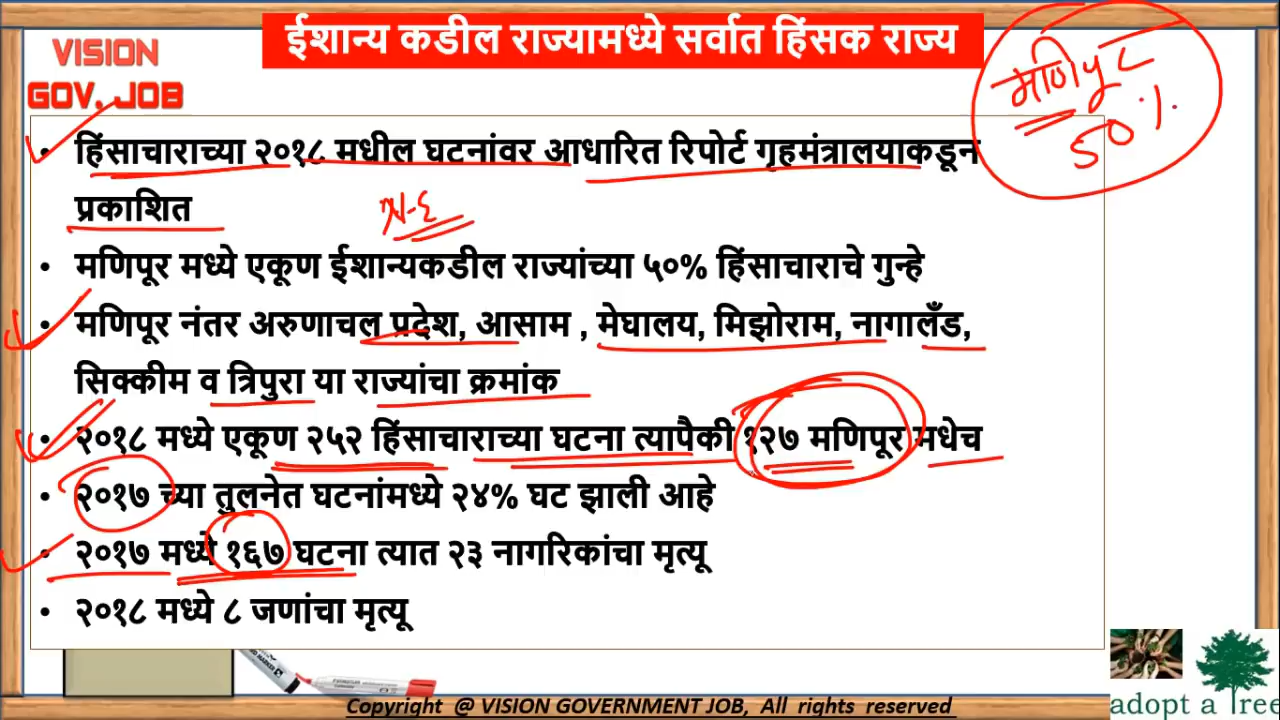 ईशान्य कडील राज्यामध्ये सर्वात हिंसक राज्य
VISION
GOV. JOB
मणिपूर
50%
• हिंसाचाराच्या २०१८ मधील घटनांवर आधारित रिपोर्ट गृहमंत्रालयाकडून
प्रकाशित
N-E
• मणिपूर मध्ये एकूण ईशान्यकडील राज्यांच्या ५०% हिंसाचाराचे गुन्हे
• मणिपूर नंतर अरुणाचल प्रदेश, आसाम , मेघालय, मिझोराम, नागालँड,
सिक्कीम व त्रिपुरा या राज्यांचा क्रमांक
• २०१८ मध्ये एकूण २५२ हिंसाचाराच्या घटना त्यापैकी १२७ मणिपूर मधेच
• २०१७ च्या तुलनेत घटनांमध्ये २४% घट झाली आहे
• २०१७ मध्ये १६७ घटना त्यात २३ नागरिकांचा मृत्यू
• २०१८ मध्ये ८ जणांचा मृत्यू
Copyright @ VISION GOVERNMENT JOB, All rights reserved
adopt a Tree